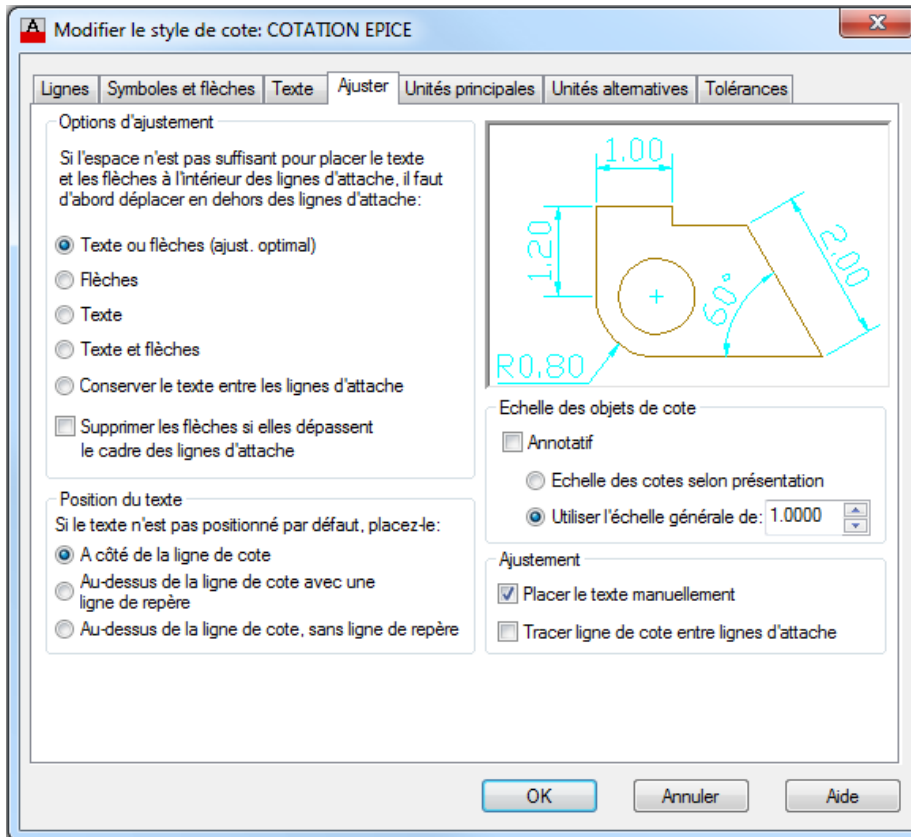 Modifier le style de cote: COTATION EPICE
Lignes
Symboles et flèches
Texte
Ajuster
Unités principales
Unités alternatives
Tolérances
Options d'ajustement
Si l'espace n'est pas suffisant pour placer le texte
et les flèches à l'intérieur des lignes d'attache, il faut
d'abord déplacer en dehors des lignes d'attache:
Texte ou flèches (ajust. optimal)
Flèches
Texte
Texte et flèches
Conserver le texte entre les lignes d'attache
Supprimer les flèches si elles dépassent
le cadre des lignes d'attache
Position du texte
Si le texte n'est pas positionné par défaut, placez-le:
A côté de la ligne de cote
Au-dessus de la ligne de cote avec une
ligne de repère
Au-dessus de la ligne de cote, sans ligne de repère
1.00
1.20
2.00
60°
R0.80
Echelle des objets de cote
Annotatif
Echelle des cotes selon présentation
Utiliser l'échelle générale de: 1.0000
Ajustement
Placer le texte manuellement
Tracer ligne de cote entre lignes d'attache
OK
Annuler
Aide